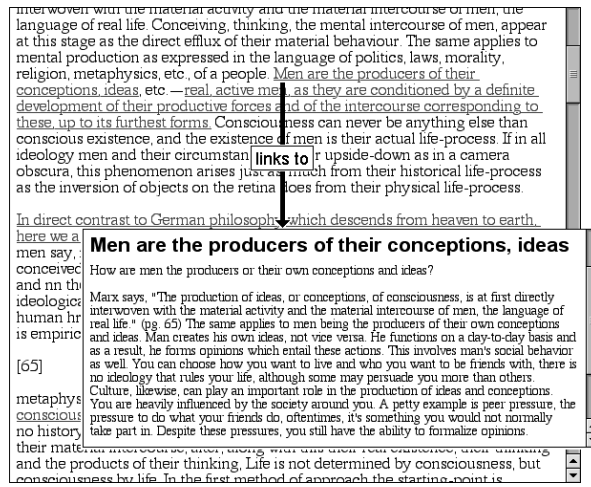 interwoven with the material activity and the material intercourse of men, the
language of real life. Conceiving, thinking, the mental intercourse of men, appear
at this stage as the direct efflux of their material behaviour. The same applies to
mental production as expressed in the language of politics, laws, morality,
religion, metaphysics, etc., of a people. Men are the producers of their
conceptions, ideas, etc.—real, active men, as they are conditioned by a definite
development of their productive forces and of the intercourse corresponding to
these, up to its furthest forms. Consciousness can never be anything else than
conscious existence, and the existence of men is their actual life-process. If in all
ideology men and their upside-down as in a camera
links to
obscura, this phenomenon arises just as much from their historical life-process
as the inversion of objects on the retina does from their physical life-process.
In direct contrast to German philosophy which descends from heaven to earth,
here we a
men say,
conceived
and nn th
ideologica
human hr
is empiric
[65]
metaphys
conscious
no history
their material intercourse, alter, along with this their real existence, their thinking
and the products of their thinking, Life is not determined by consciousness, but
consciousness by life. In the first method of approach the starting-point is
Men are the producers of their conceptions, ideas
How are men the producers or their own conceptions and ideas?
Marx says, "The production of ideas, or conceptions, of consciousness, is at first directly
interwoven with the material activity and the material intercourse of men, the language of
real life." (pg. 65) The same applies to men being the producers of their own conceptions
and ideas. Man creates his own ideas, not vice versa. He functions on a day-to-day basis and
as a result, he forms opinions which entail these actions. This involves man's social behavior
as well. You can choose how you want to live and who you want to be friends with, there is
no ideology that rules your life, although some may persuade you more than others.
Culture, likewise, can play an important role in the production of ideas and conceptions.
You are heavily influenced by the society around you. A petty example is peer pressure, the
pressure to do what your friends do, oftentimes, it's something you would not normally
take part in. Despite these pressures, you still have the ability to formalize opinions.